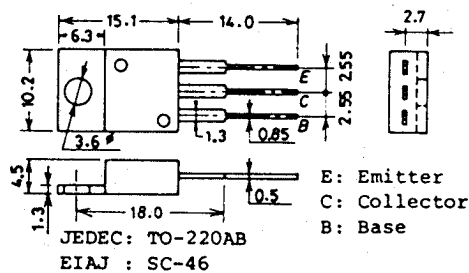 15.1
14.0
6.3
2.7
10.2
E
2.55
C
2.55
B
1.3
0.85
3.6 ø
4.5
1.3
0.5
18.0
E: Emitter
C: Collector
B: Base
JEDEC: TO-220AB
EIAJ : SC-46